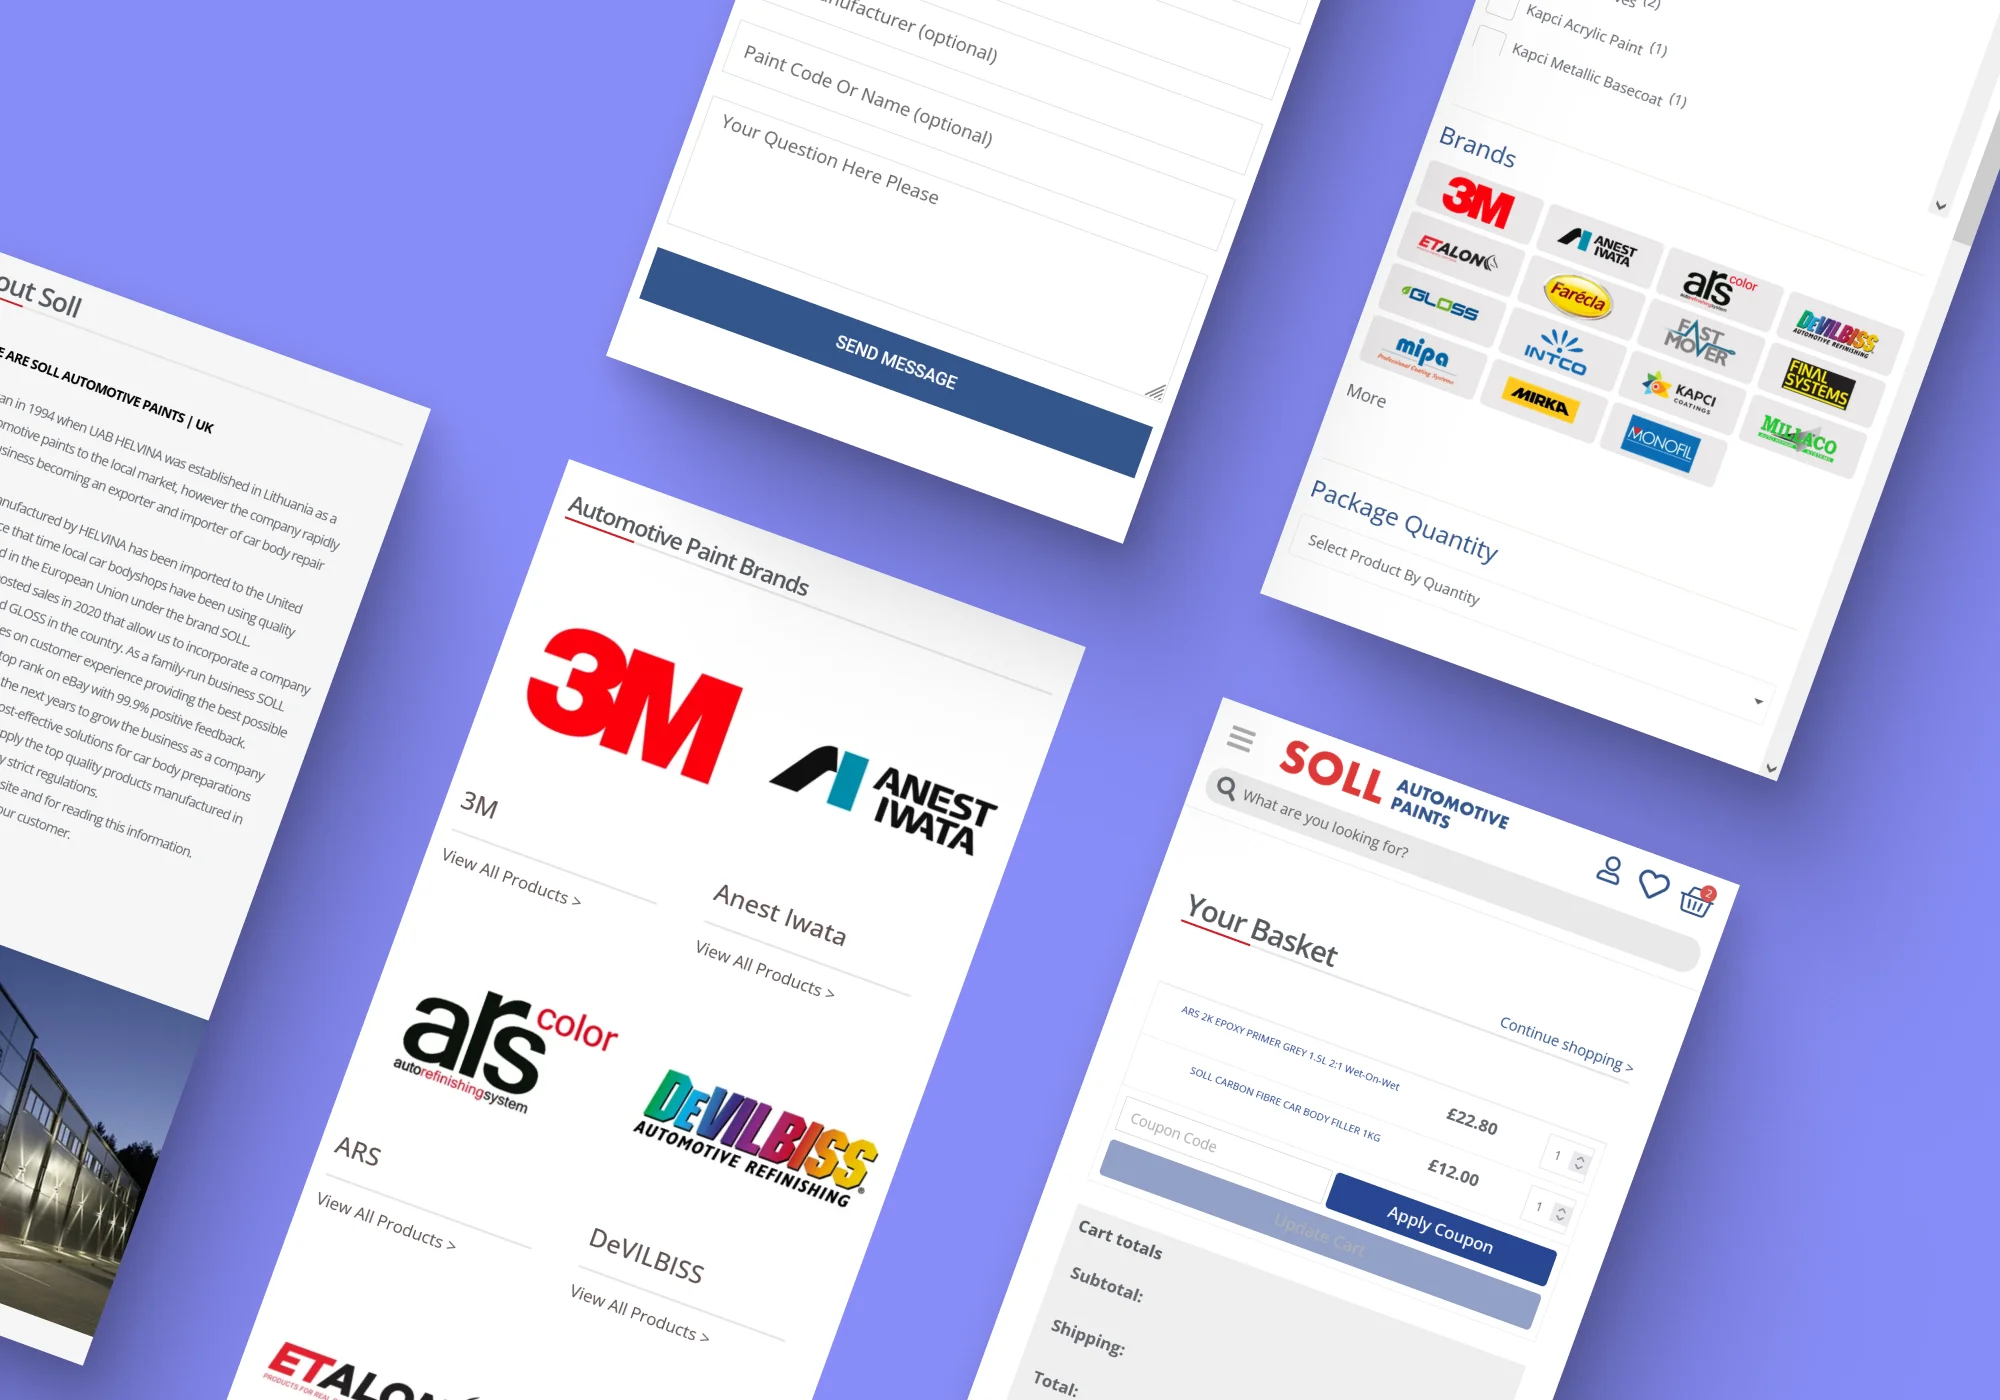 out Soll
E ARE SOLL AUTOMOTIVE PAINTS | UK
an in 1994 when UAB HELVINA was established in Lithuania as a
omotive paints to the local market, however the company rapidly
usiness becoming an exporter and importer of car body repair
anufactured by HELVINA has been imported to the United
ce that time local car bodyshops have been using quality
d in the European Union under the brand SOLL.
osted sales in 2020 that allow us to incorporate a company
d GLOSS in the country. As a family-run business SOLL
es on customer experience providing the best possible
top rank on eBay with 99.9% positive feedback.
the next years to grow the business as a company
ost-effective solutions for car body preparations
pply the top quality products manufactured in
y strict regulations.
site and for reading this information.
our customer.
nufacturer (optional)
Paint Code Or Name (optional)
Your Question Here Please
SEND MESSAGE
Automotive Paint Brands
3M
ANEST
IWATA
3M
View All Products >
Anest Iwata
View All Products >
ars color
autorefinishingsystem
DeVILBISS
AUTOMOTIVE REFINISHING
ARS
View All Products >
DeVILBISS
View All Products >
ETALON
PRODUCTS FOR REAL
ves (2)
Kapci Acrylic Paint (1)
Kapci Metallic Basecoat (1)
Brands
3M
ANEST
IWATA
ars color
autorefinishingsystem
DeVILBISS
AUTOMOTIVE REFINISHING
ETALON
Farécla
FAST
MOVER
FINAL
SYSTEMS
GLOSS
INTCO
KAPCI
COATINGS
MILLACO
mipa
Professional Coating Systems
MIRKA
MONOFIL
More
Package Quantity
Select Product By Quantity
SOLL AUTOMOTIVE
PAINTS
What are you looking for?
2
Your Basket
Continue shopping >
ARS 2K EPOXY PRIMER GREY 1.5L 2:1 Wet-On-Wet
£22.80
1
SOLL CARBON FIBRE CAR BODY FILLER 1KG
£12.00
1
Coupon Code
Apply Coupon
Update Cart
Cart totals
Subtotal:
Shipping:
Total: